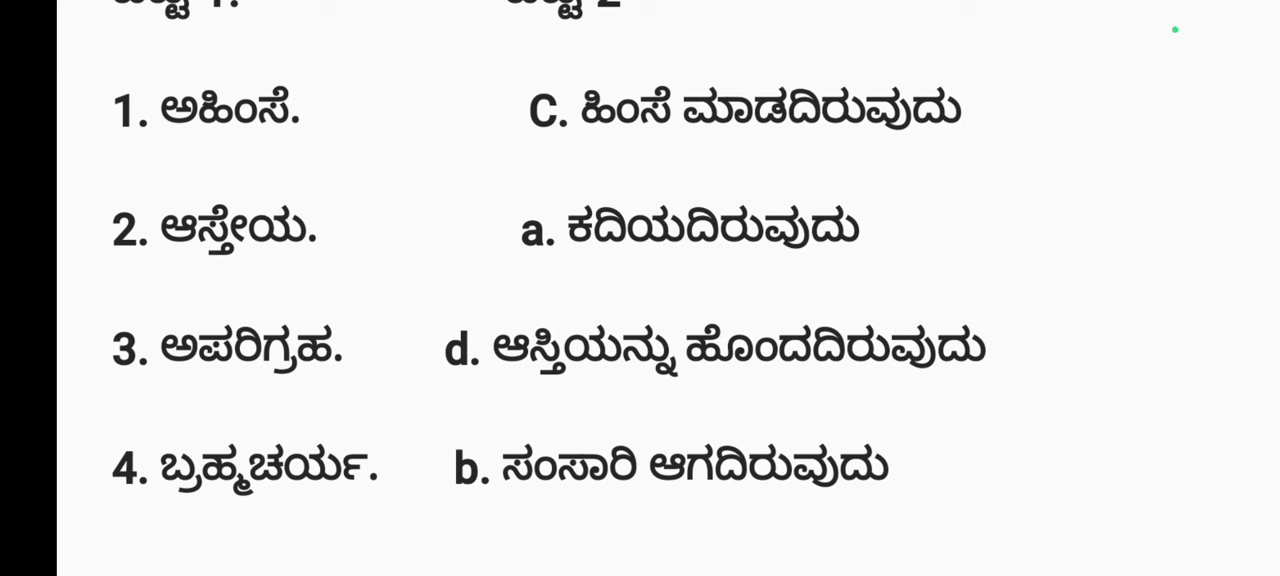 1. ಅಹಿಂಸೆ. C. ಹಿಂಸೆ ಮಾಡದಿರುವುದು
2. ಆಸ್ತೇಯ. a. ಕದಿಯದಿರುವುದು
3. ಅಪರಿಗ್ರಹ. d. ಆಸ್ತಿಯನ್ನು ಹೊಂದದಿರುವುದು
4. ಬ್ರಹ್ಮಚರ್ಯ. b. ಸಂಸಾರಿ ಆಗದಿರುವುದು